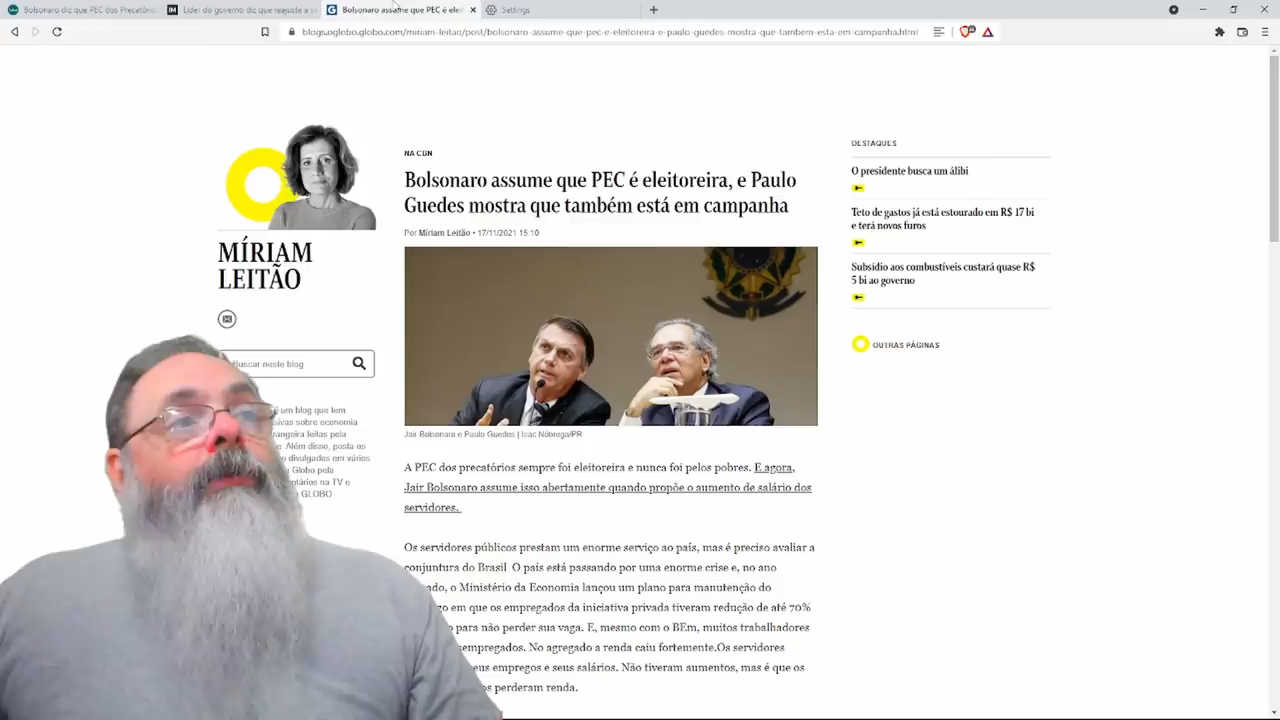 Bolsonaro diz que PEC dos Precatório
Líder do governo diz que reajuste a s
Bolsonaro assume que PEC é eleit
Settings
blogs.oglobo.globo.com/miriam-leitao/post/bolsonaro-assume-que-pec-e-eleitoreira-e-paulo-guedes-mostra-que-tambem-esta-em-campanha.html
MÍRIAM
LEITÃO
Buscar neste blog
é um blog que tem
sivas sobre economia
rangeira feitas pela
e. Além disso, posta os
o divulgados em vários
Globo pela
entários na TV e
o GLOBO
NA CBN
Bolsonaro assume que PEC é eleitoreira, e Paulo
Guedes mostra que também está em campanha
Por Míriam Leitão • 17/11/2021 15:10
Jair Bolsonaro e Paulo Guedes | Isac Nóbrega/PR
A PEC dos precatórios sempre foi eleitoreira e nunca foi pelos pobres. E agora,
Jair Bolsonaro assume isso abertamente quando propõe o aumento de salário dos
servidores.
Os servidores públicos prestam um enorme serviço ao país, mas é preciso avaliar a
conjuntura do Brasil O país está passando por uma enorme crise e, no ano
ado, o Ministério da Economia lançou um plano para manutenção do
go em que os empregados da iniciativa privada tiveram redução de até 70%
para não perder sua vaga. E, mesmo com o BEm, muitos trabalhadores
sempregados. No agregado a renda caiu fortemente.Os servidores
eus empregos e seus salários. Não tiveram aumentos, mas é que os
os perderam renda.
DESTAQUES
O presidente busca um álibi
Teto de gastos já está estourado em R$ 17 bi
e terá novos furos
Subsídio aos combustíveis custará quase R$
5 bi ao governo
OUTRAS PÁGINAS